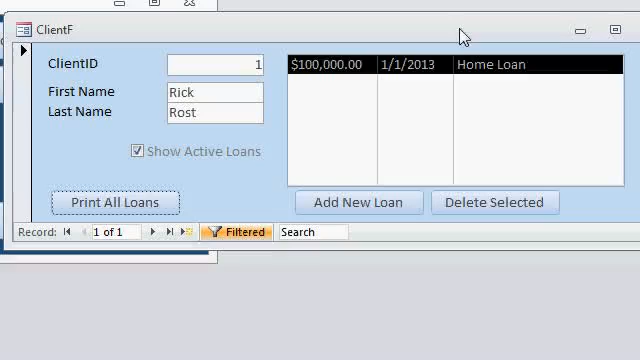 ClientF
ClientID 1
$100,000.00 1/1/2013 Home Loan
First Name Rick
Last Name Rost
Show Active Loans
Print All Loans Add New Loan Delete Selected
Record: 1 of 1 Filtered Search